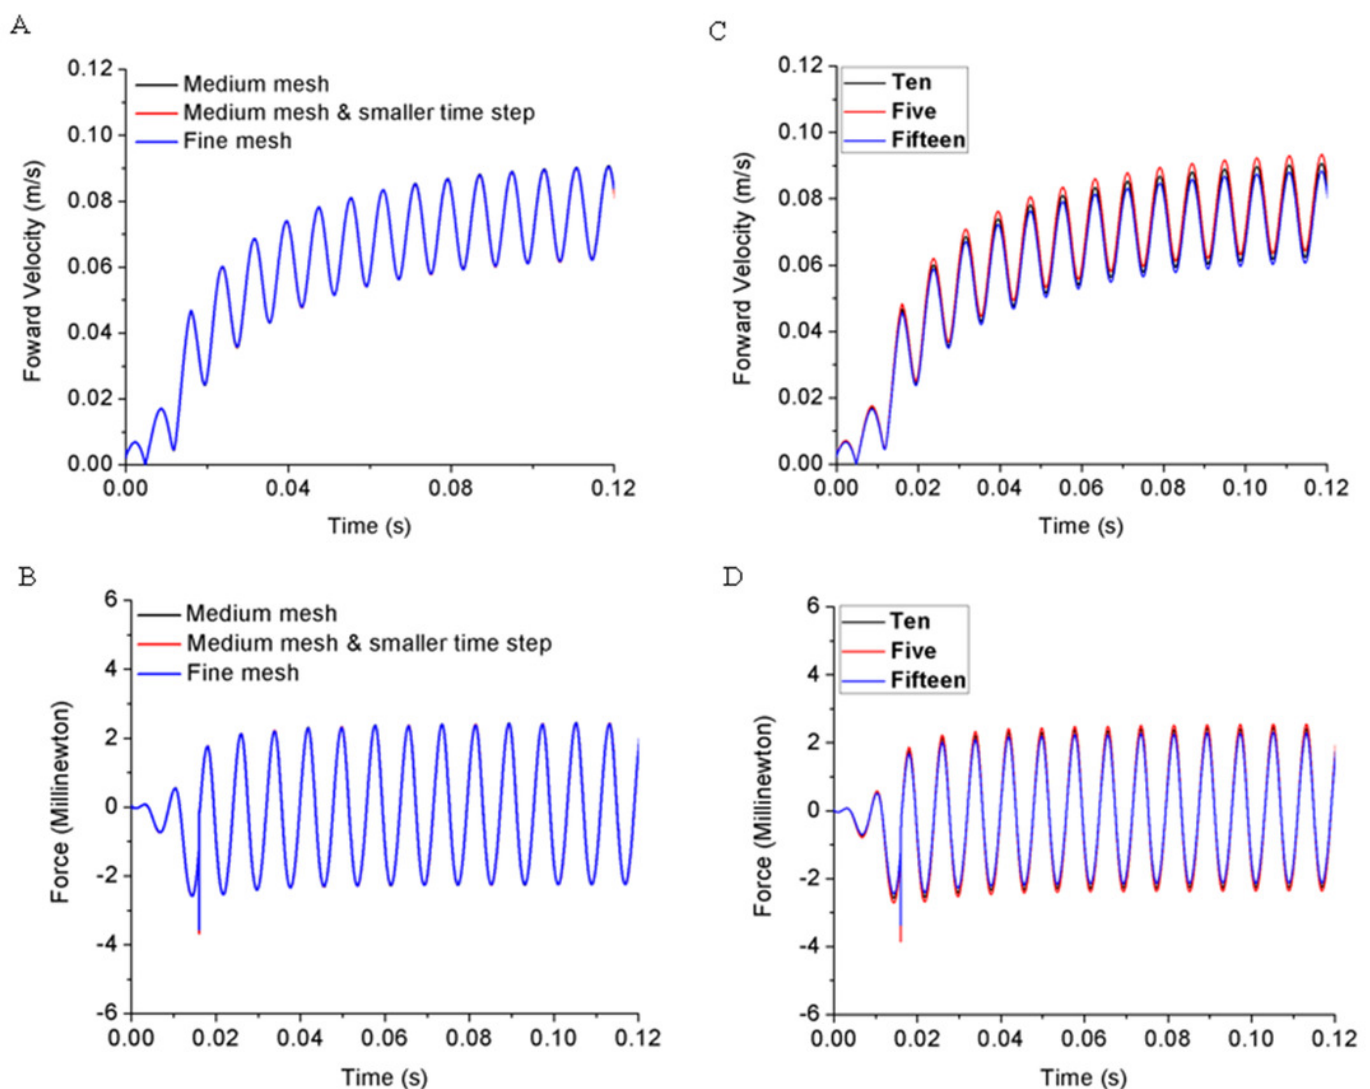 A
0.12
0.10
0.08
0.06
0.04
0.02
0.00
Foward Velocity (m/s)
Medium mesh
Medium mesh & smaller time step
Fine mesh
0.00 0.04 0.08 0.12
Time (s)
C
0.12
0.10
0.08
0.06
0.04
0.02
0.00
Forward Velocity (m/s)
Ten
Five
Fifteen
0.00 0.02 0.04 0.06 0.08 0.10 0.12
Time (s)
B
6
4
2
0
-2
-4
-6
Force (Millinewton)
Medium mesh
Medium mesh & smaller time step
Fine mesh
0.00 0.02 0.04 0.06 0.08 0.10 0.12
Time (s)
D
6
4
2
0
-2
-4
-6
Force (Millinewton)
Ten
Five
Fifteen
0.00 0.02 0.04 0.06 0.08 0.10 0.12
Time (s)